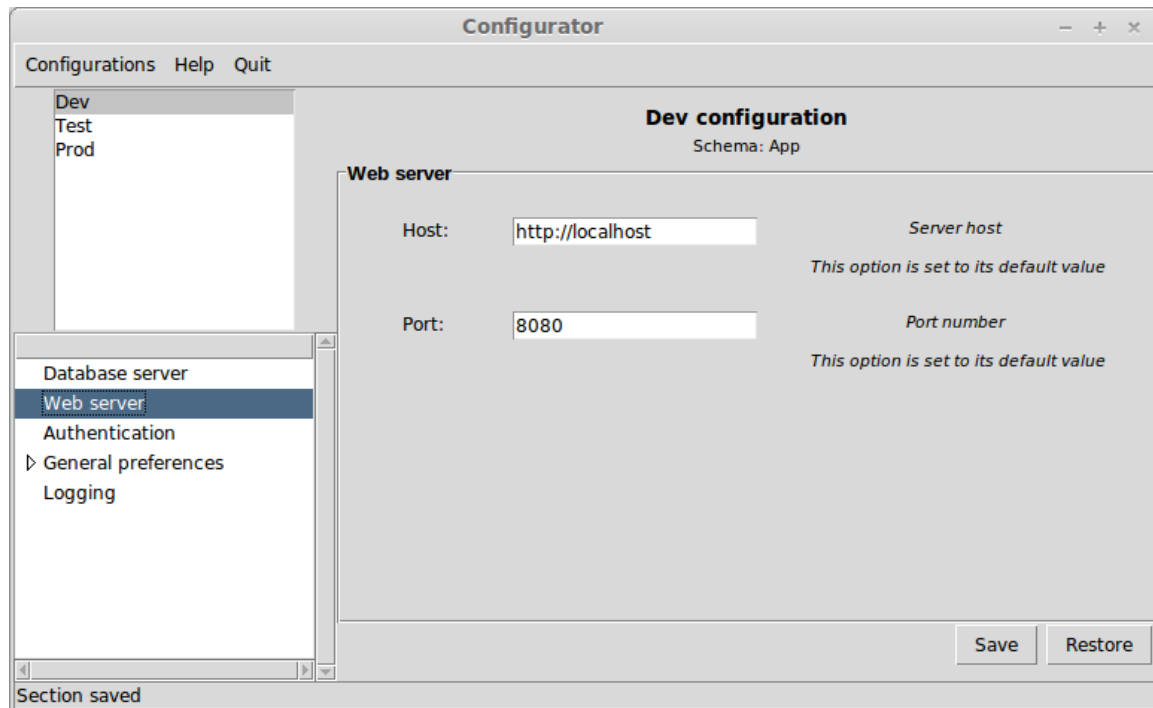 Configurator
Configurations Help Quit
Dev
Test
Prod
Dev configuration
Schema: App
Web server
Host: http://localhost Server host
This option is set to its default value
Port: 8080 Port number
This option is set to its default value
Database server
Web server
Authentication
General preferences
Logging
Save Restore
Section saved